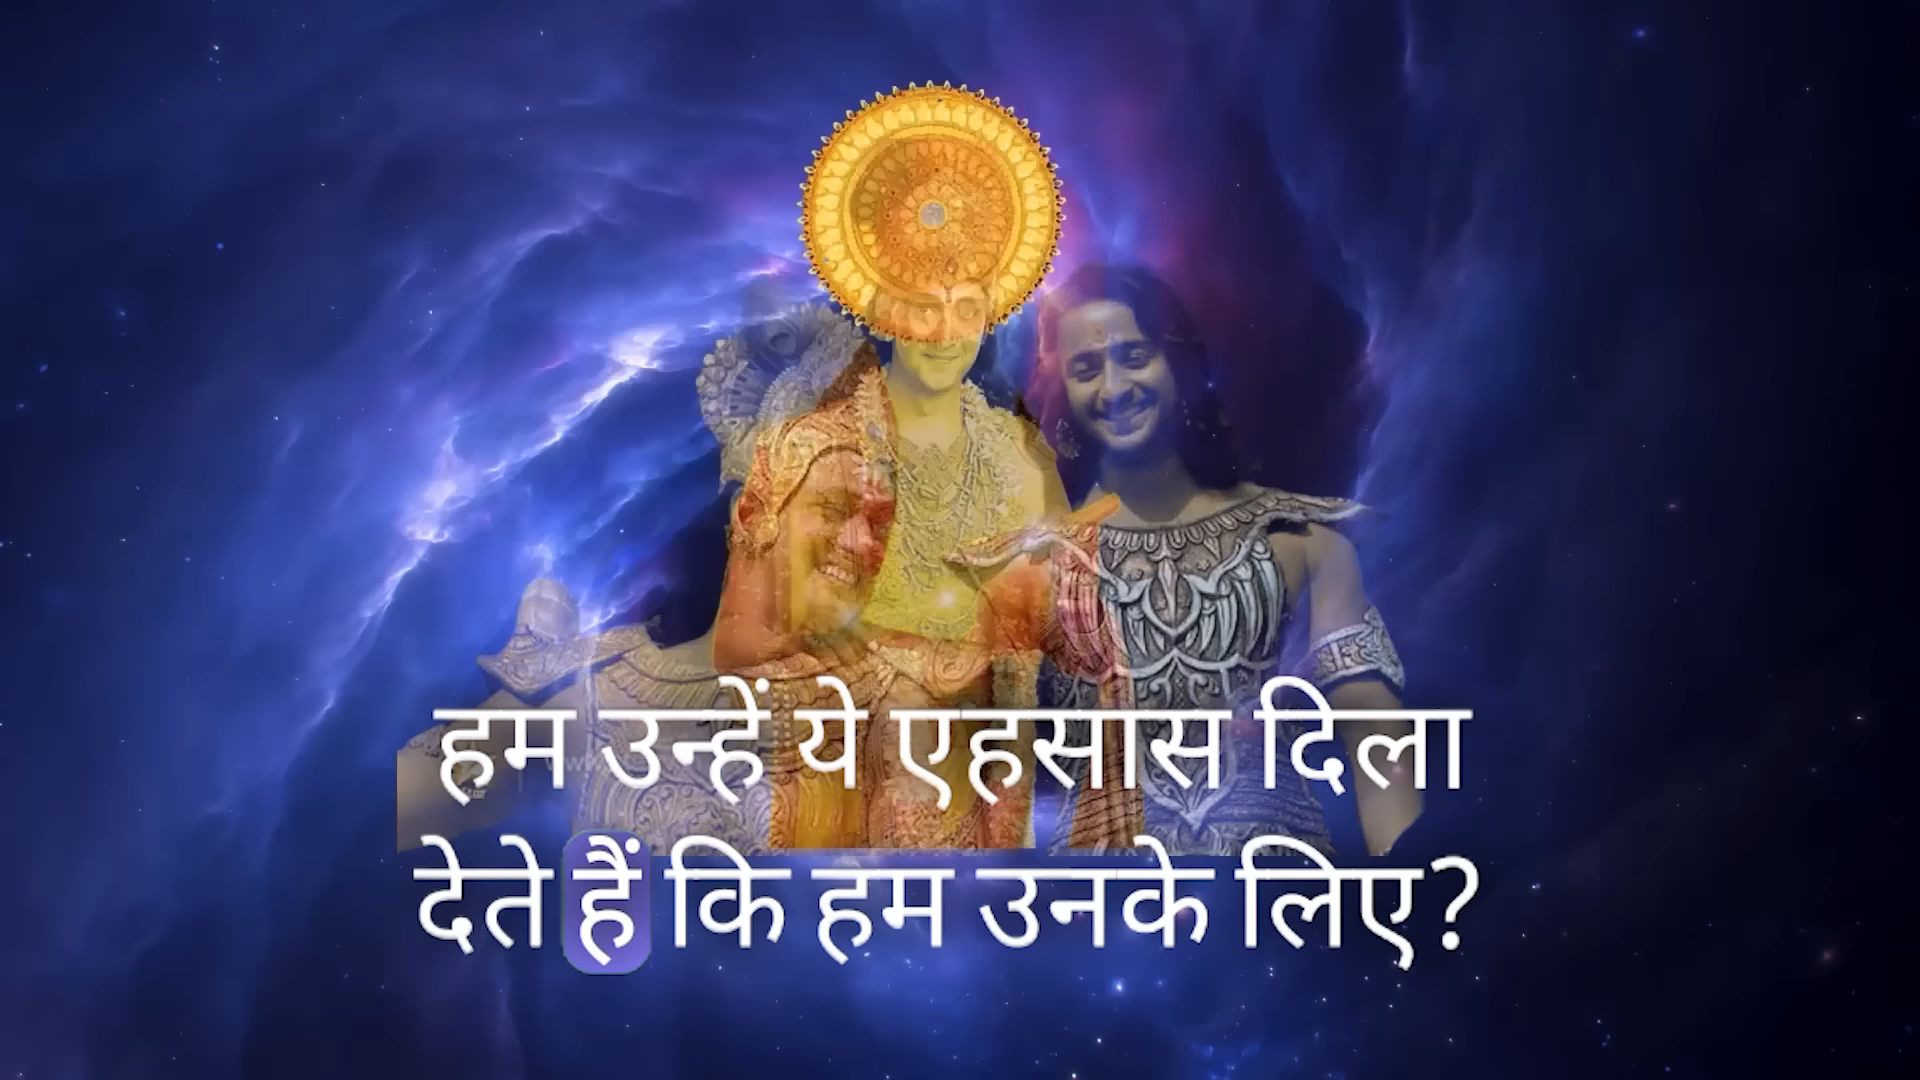 हम उन्हें ये एहसास दिला
देते हैं कि हम उनके लिए?